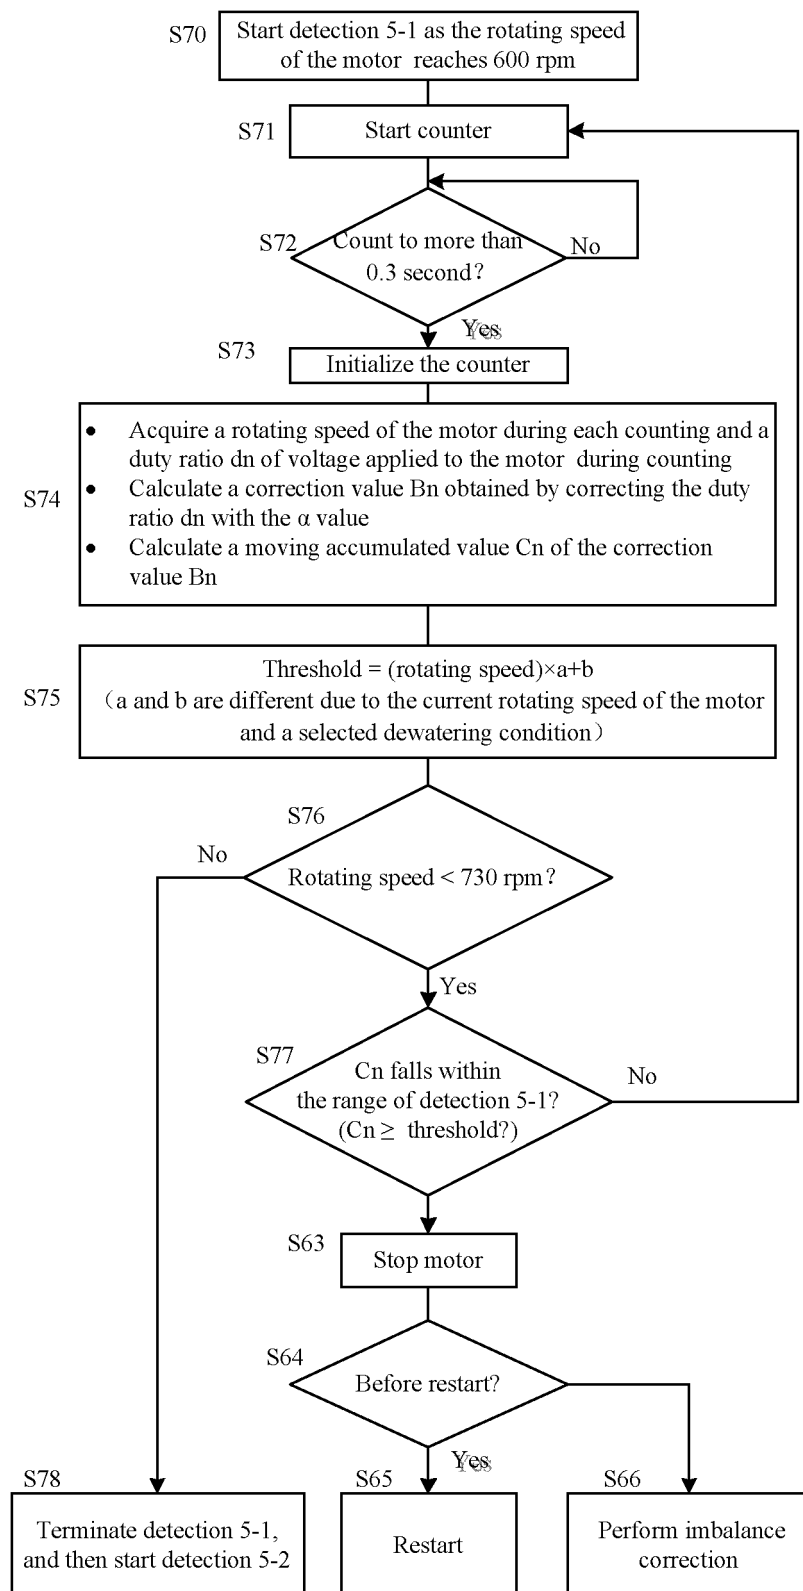 S70
Start detection 5-1 as the rotating speed
of the motor reaches 600 rpm
S71
Start counter
S72
Count to more than
0.3 second?
No
Yes
S73
Initialize the counter
S74
• Acquire a rotating speed of the motor during each counting and a
duty ratio dn of voltage applied to the motor during counting
• Calculate a correction value Bn obtained by correcting the duty
ratio dn with the α value
• Calculate a moving accumulated value Cn of the correction
value Bn
S75
Threshold = (rotating speed)×a+b
(a and b are different due to the current rotating speed of the motor
and a selected dewatering condition)
S76
No
Rotating speed < 730 rpm?
Yes
S77
Cn falls within
the range of detection 5-1?
(Cn ≥ threshold?)
No
S63
Stop motor
S64
Before restart?
Yes
S78
S65
S66
Terminate detection 5-1,
and then start detection 5-2
Restart
Perform imbalance
correction